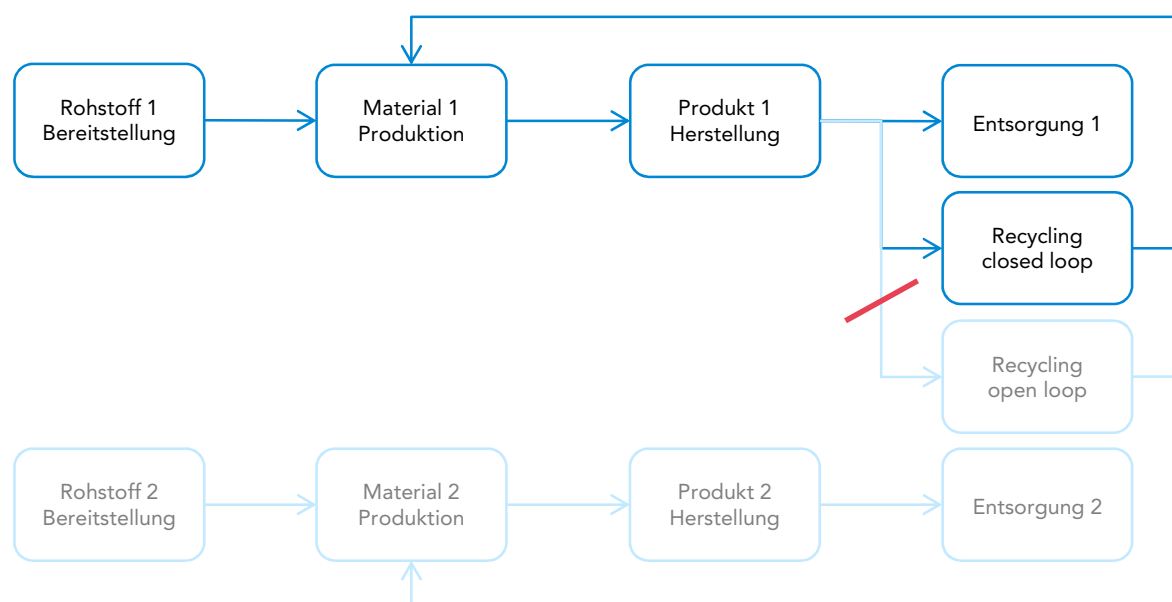 Rohstoff 1
Bereitstellung
Material 1
Produktion
Produkt 1
Herstellung
Entsorgung 1
Recycling
closed loop
Recycling
open loop
Rohstoff 2
Bereitstellung
Material 2
Produktion
Produkt 2
Herstellung
Entsorgung 2